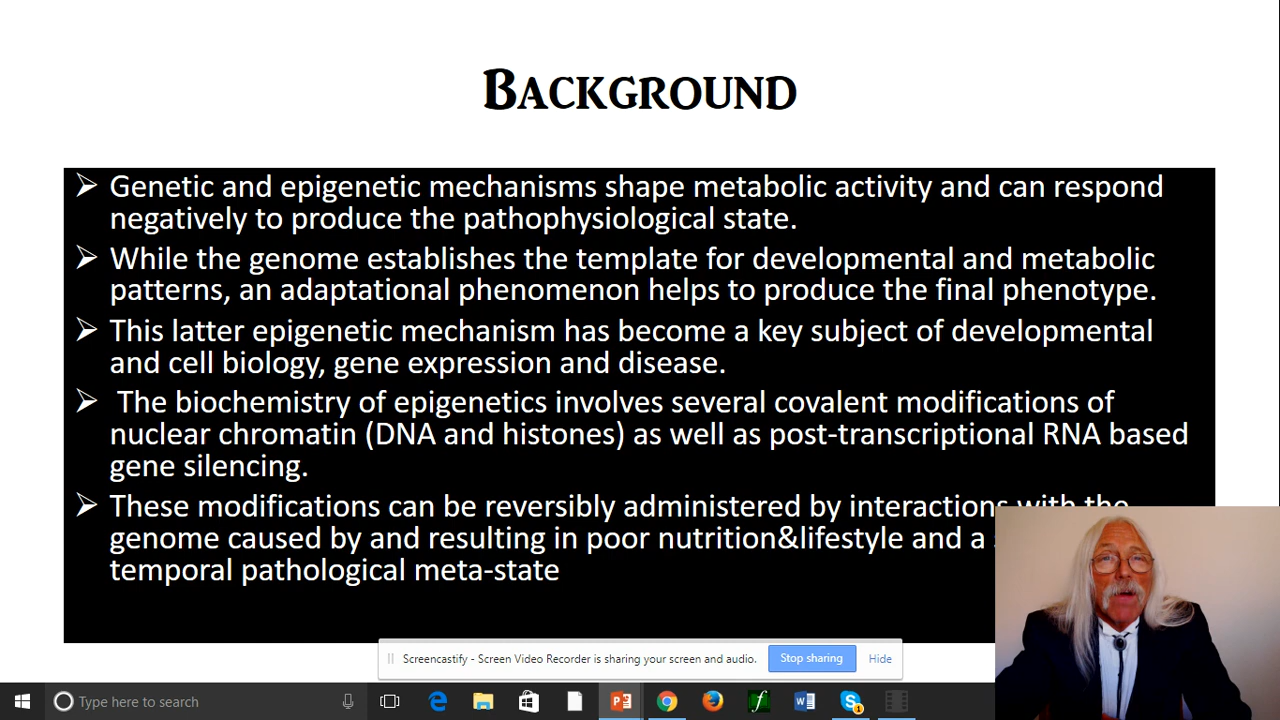 BACKGROUND
➢ Genetic and epigenetic mechanisms shape metabolic activity and can respond
negatively to produce the pathophysiological state.
➢ While the genome establishes the template for developmental and metabolic
patterns, an adaptational phenomenon helps to produce the final phenotype.
➢ This latter epigenetic mechanism has become a key subject of developmental
and cell biology, gene expression and disease.
➢ The biochemistry of epigenetics involves several covalent modifications of
nuclear chromatin (DNA and histones) as well as post-transcriptional RNA based
gene silencing.
➢ These modifications can be reversibly administered by interactions with the
genome caused by and resulting in poor nutrition&lifestyle and a
temporal pathological meta-state
Screencastify - Screen Video Recorder is sharing your screen and audio.
Stop sharing
Hide
Type here to search